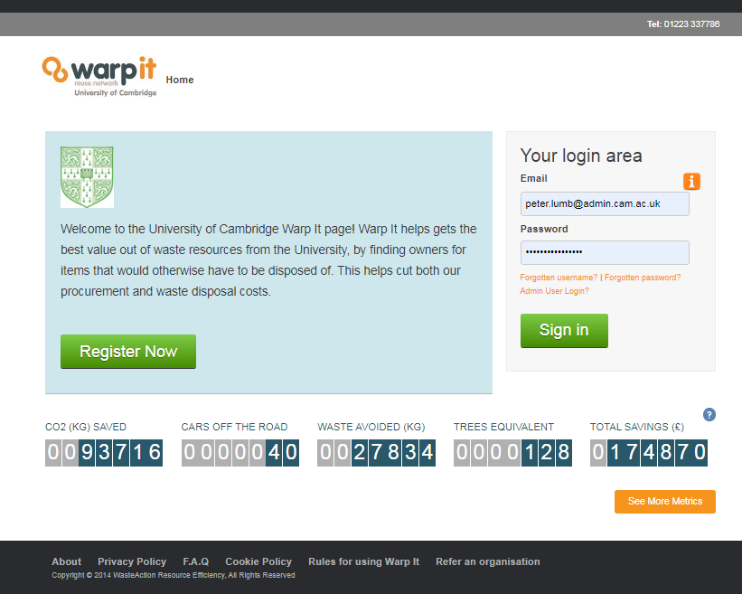 Tel: 01223 337786
warpit
reuse network
University of Cambridge
Home
Welcome to the University of Cambridge Warp It page! Warp It helps gets the
best value out of waste resources from the University, by finding owners for
items that would otherwise have to be disposed of. This helps cut both our
procurement and waste disposal costs.
Register Now
Your login area
Email
i
peter.lumb@admin.cam.ac.uk
Password
••••••••••••••••
Forgotten username? | Forgotten password?
Admin User Login?
Sign in
?
CO2 (KG) SAVED
0093716
CARS OFF THE ROAD
0000040
WASTE AVOIDED (KG)
0027834
TREES EQUIVALENT
0000128
TOTAL SAVINGS (£)
0174870
See More Metrics
About Privacy Policy F.A.Q Cookie Policy Rules for using Warp It Refer an organisation
Copyright © 2014 WasteAction Resource Efficiency, All Rights Reserved